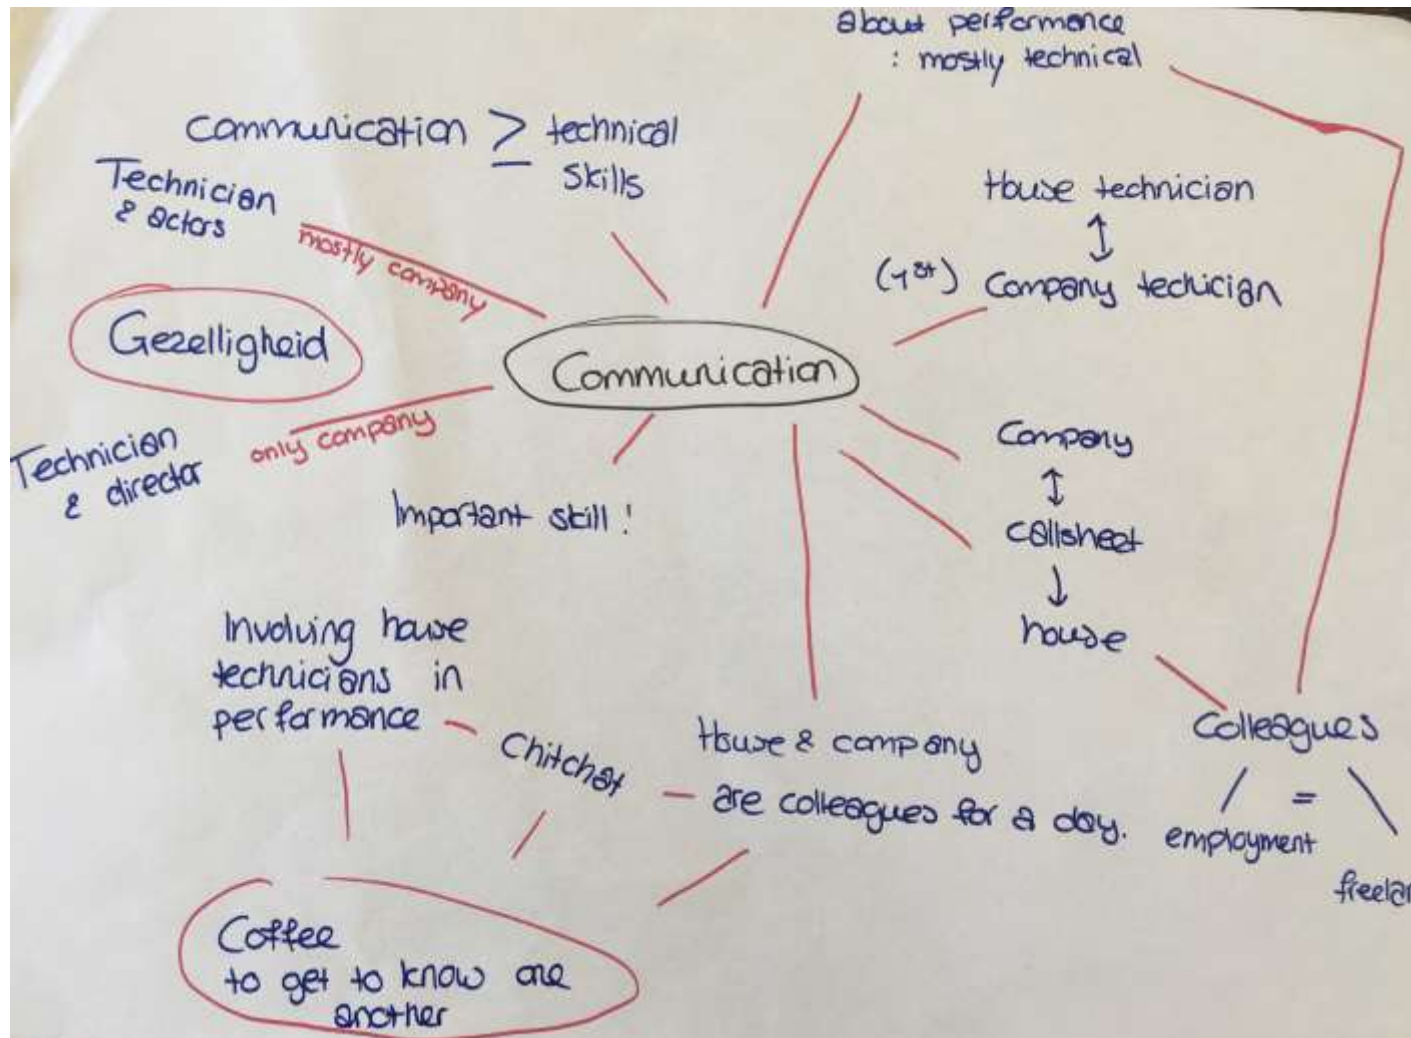 about performance
: mostly technical
communication ≥ technical
skills
Technician
& actors
mostly company
House technician
↕
(1st) Company techician
Gezelligheid
Communication
only company
Technician
& director
Important skill!
Company
↕
callsheet
↓
house
Involving house
technicians in
performance
Chitchat
House & company
are colleagues for a day.
Colleagues
=
employment
freelan
Coffee
to get to know one
another